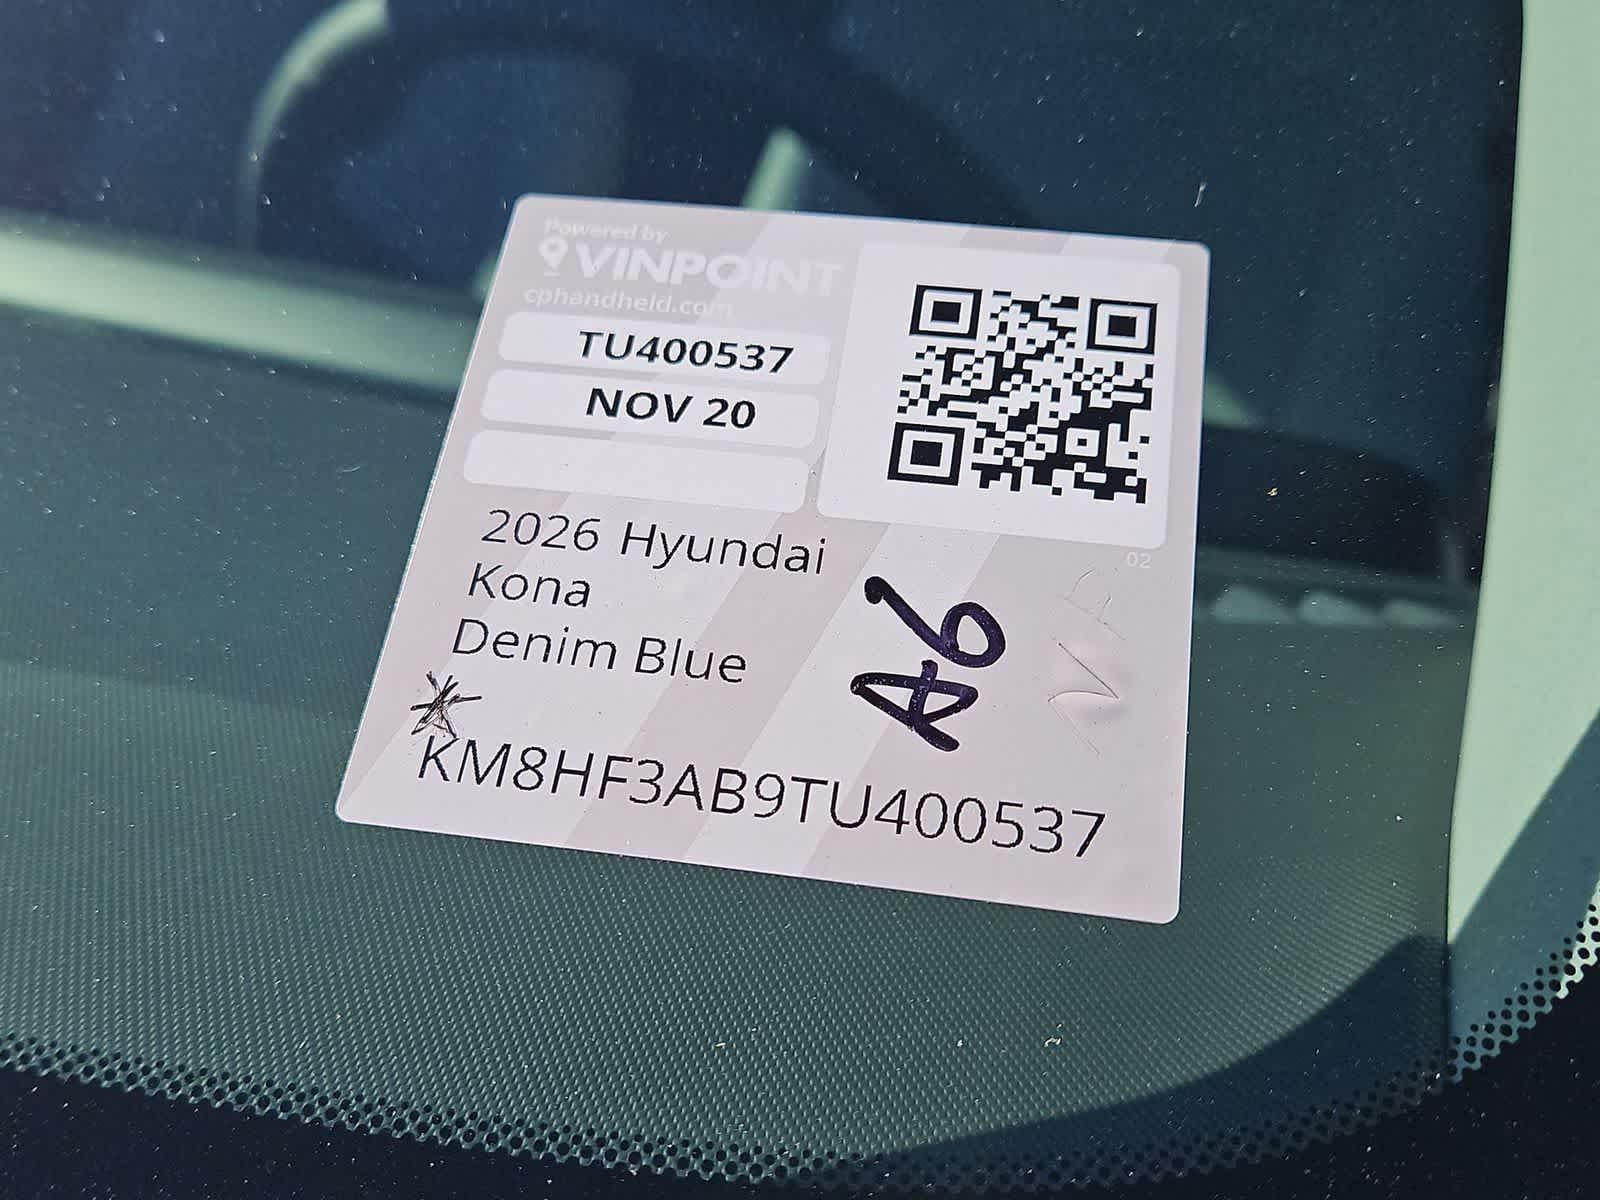 Powered by
VINPOINT
cphandheld.com
TU400537
NOV 20
2026 Hyundai
Kona
Denim Blue
02
A6
KM8HF3AB9TU400537